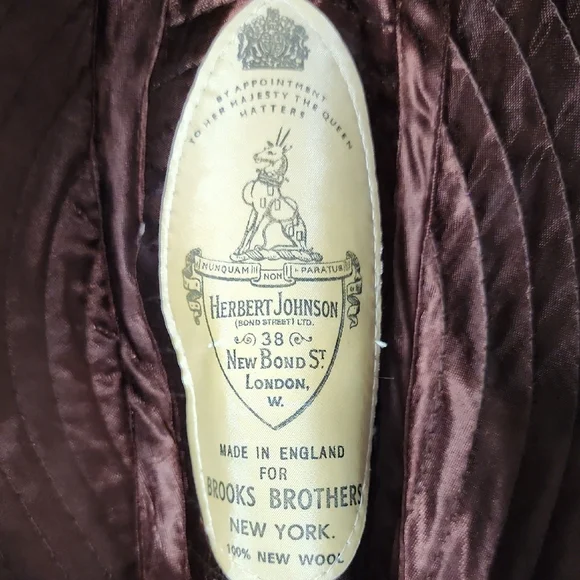 BY APPOINTMENT
TO HER MAJESTY THE QUEEN
HATTERS
NUNQUAM NON PARATUS
HERBERT JOHNSON
(BOND STREET) LTD.
38
NEW BOND ST
LONDON,
W.
MADE IN ENGLAND
FOR
BROOKS BROTHERS
NEW YORK.
100% NEW WOOL